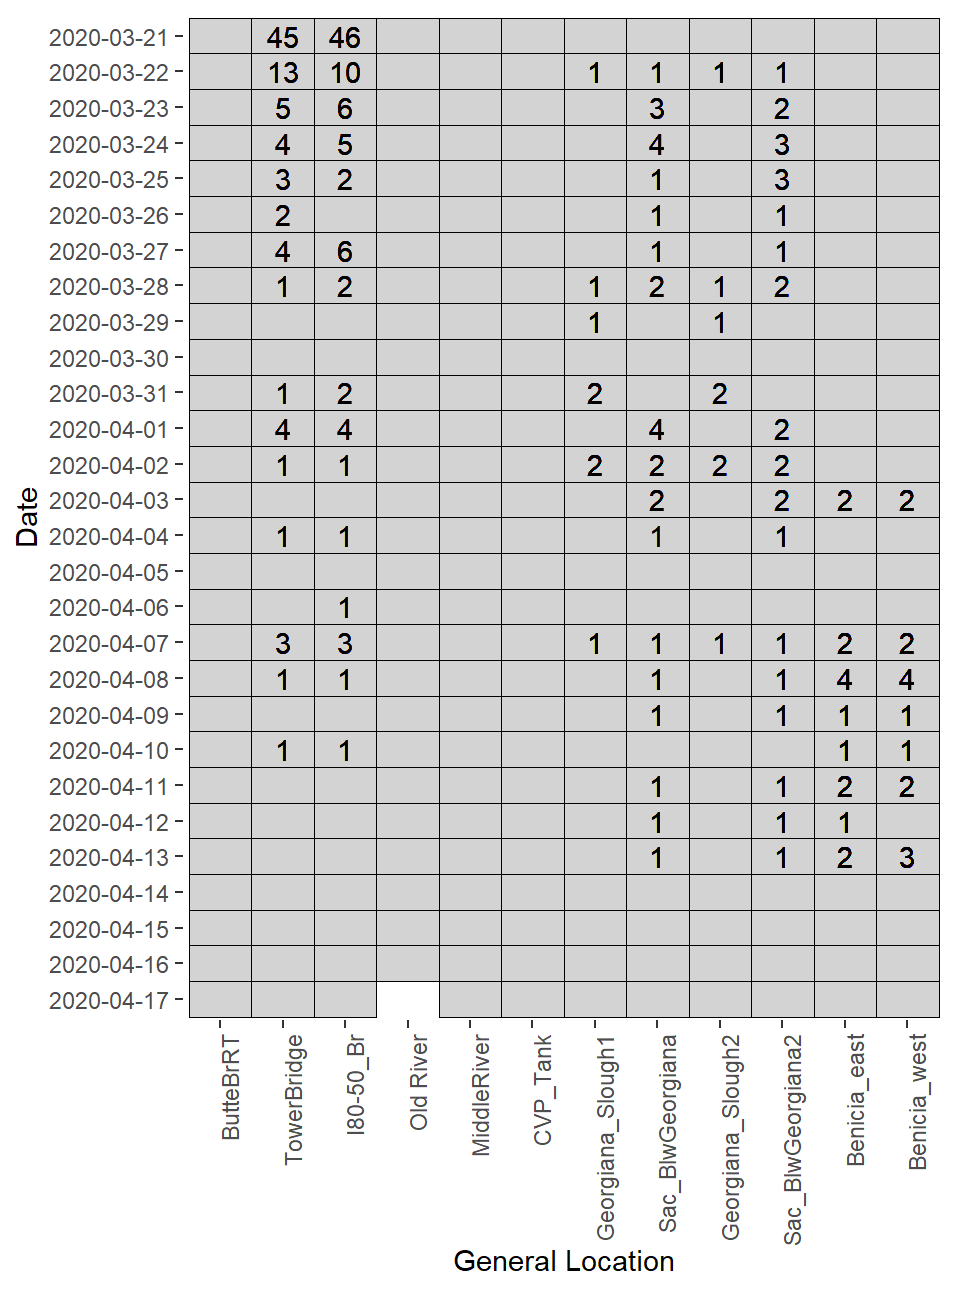 2020-03-21 45 46
2020-03-22 13 10 1 1 1 1
2020-03-23 5 6 3 2
2020-03-24 4 5 4 3
2020-03-25 3 2 1 3
2020-03-26 2 1 1
2020-03-27 4 6 1 1
2020-03-28 1 2 1 2 1 2
2020-03-29 1 1
2020-03-30
2020-03-31 1 2 2 2
2020-04-01 4 4 4 2
2020-04-02 1 1 2 2 2 2
2020-04-03 2 2 2 2
2020-04-04 1 1 1 1
2020-04-05
2020-04-06 1
2020-04-07 3 3 1 1 1 1 2 2
2020-04-08 1 1 1 1 4 4
2020-04-09 1 1 1 1
2020-04-10 1 1 1 1
2020-04-11 1 1 2 2
2020-04-12 1 1 1
2020-04-13 1 1 2 3
2020-04-14
2020-04-15
2020-04-16
2020-04-17
Date
ButteBrRT
TowerBridge
I80-50_Br
Old River
MiddleRiver
CVP_Tank
Georgiana_Slough1
Sac_BlwGeorgiana
Georgiana_Slough2
Sac_BlwGeorgiana2
Benicia_east
Benicia_west
General Location